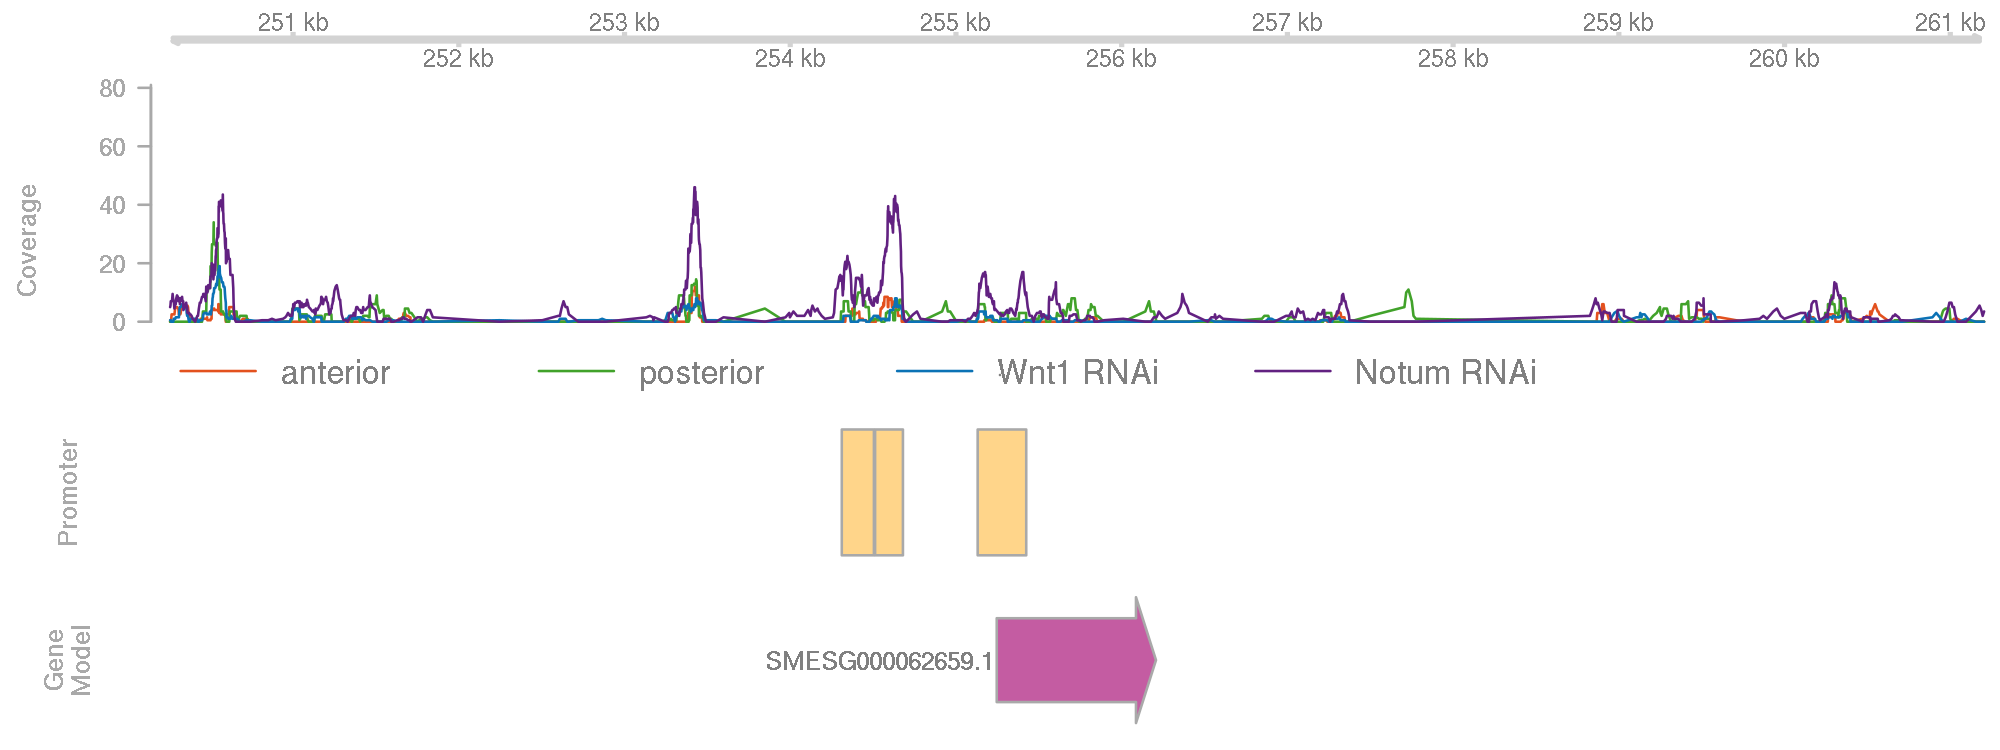 251 kb 253 kb 255 kb 257 kb 259 kb 261 kb
252 kb 254 kb 256 kb 258 kb 260 kb
Coverage
80
60
40
20
0
anterior posterior Wnt1 RNAi Notum RNAi
Promoter
Gene
Model
SMESG000062659.1